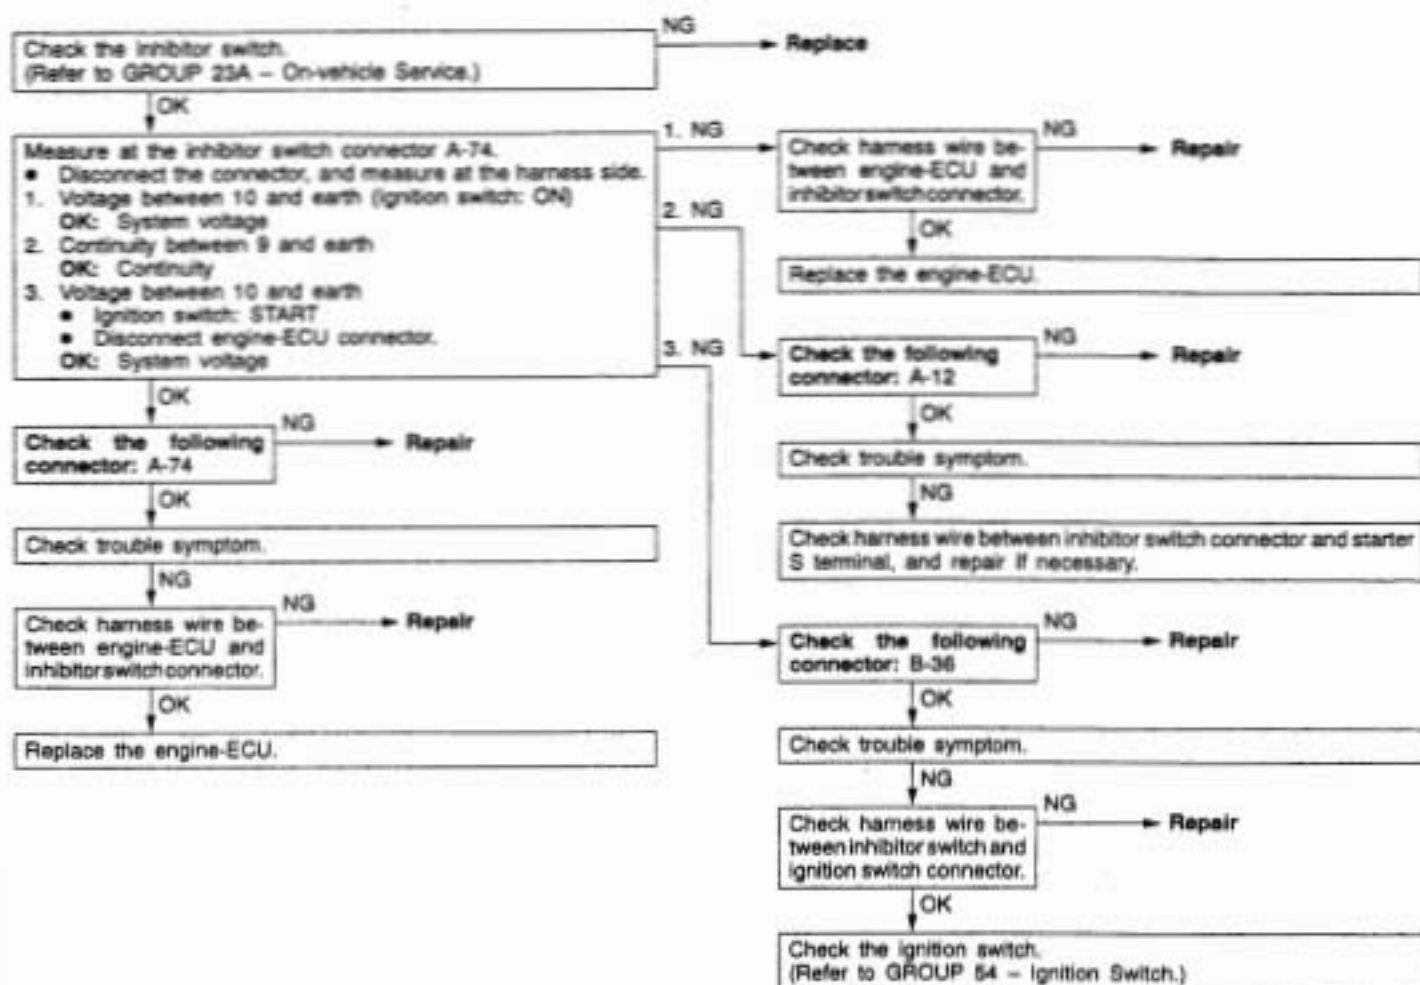 NG
Check the inhibitor switch.
Replace
(Refer to GROUP 23A – On-vehicle Service.)
OK
Measure at the inhibitor switch connector A-74.
• Disconnect the connector, and measure at the harness side.
1. Voltage between 10 and earth (ignition switch: ON)
OK: System voltage
2. Continuity between 9 and earth
OK: Continuity
3. Voltage between 10 and earth
• Ignition switch: START
• Disconnect engine-ECU connector.
OK: System voltage
1. NG
Check harness wire be-
tween engine-ECU and
inhibitor switch connector.
NG
Repair
OK
Replace the engine-ECU.
2. NG
Check the following
connector: A-12
NG
Repair
OK
Check trouble symptom.
NG
Check harness wire between inhibitor switch connector and starter
S terminal, and repair if necessary.
3. NG
Check the following
connector: B-36
NG
Repair
OK
Check trouble symptom.
NG
Check harness wire be-
tween inhibitor switch and
ignition switch connector.
NG
Repair
OK
Check the ignition switch.
(Refer to GROUP 54 – Ignition Switch.)
OK
Check the following
connector: A-74
NG
Repair
OK
Check trouble symptom.
NG
Check harness wire be-
tween engine-ECU and
inhibitor switch connector.
NG
Repair
OK
Replace the engine-ECU.